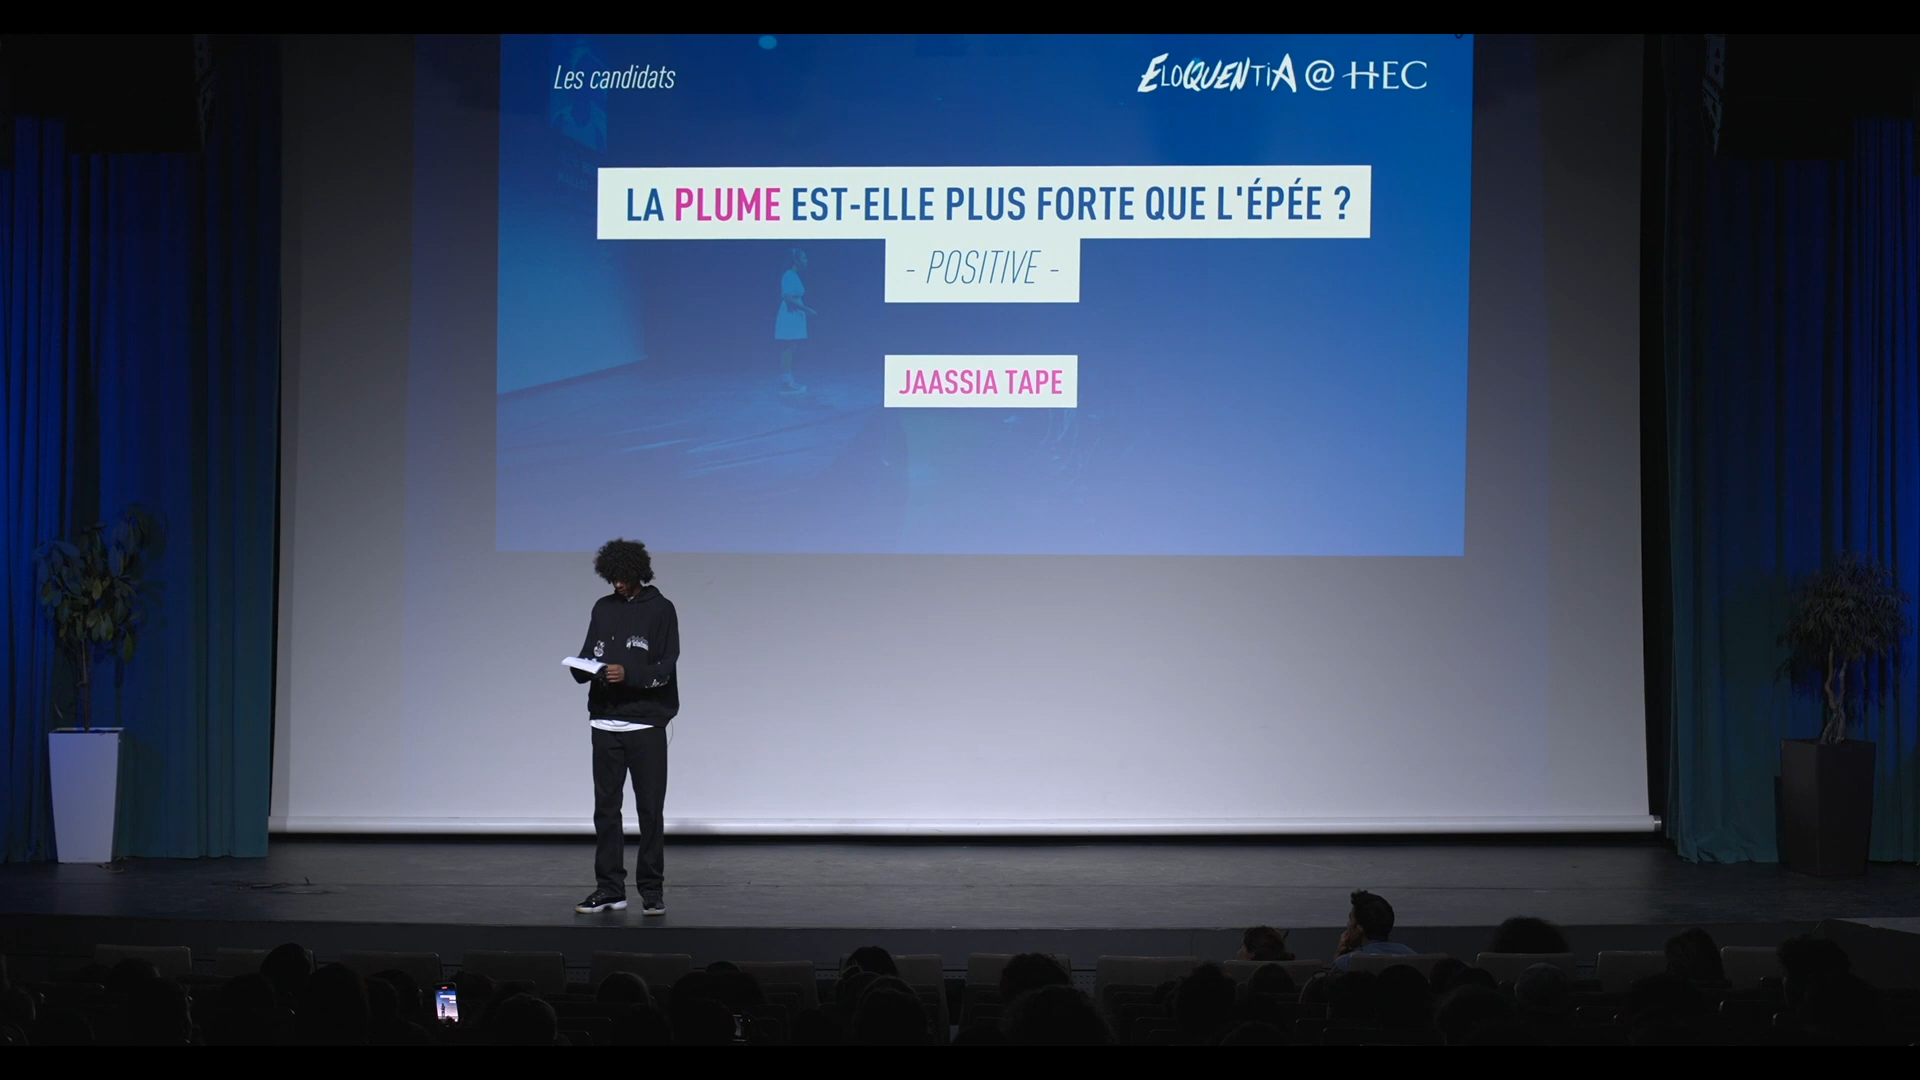 Les candidats
ELOQUENTIA @ HEC
LA PLUME EST-ELLE PLUS FORTE QUE L'ÉPÉE ?
- POSITIVE -
JAASSIA TAPE